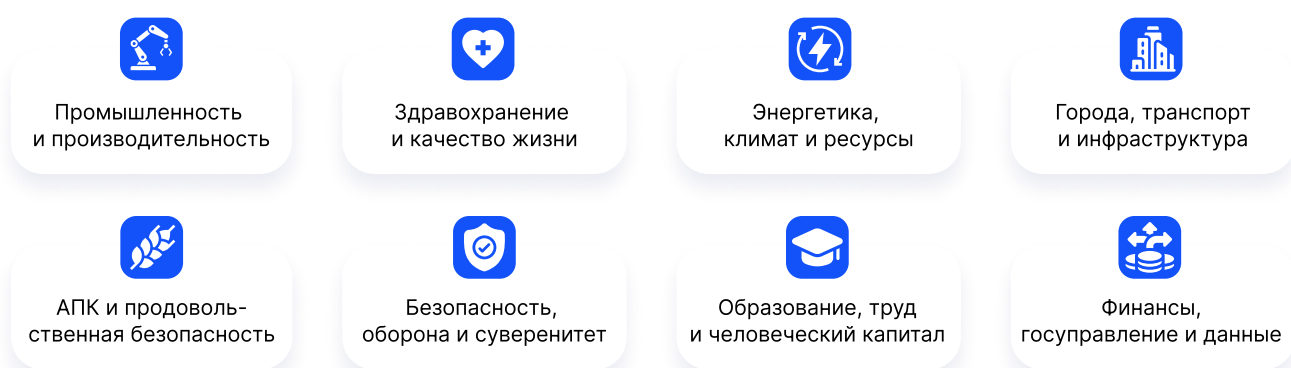 Промышленность
и производительность
Здравохранение
и качество жизни
Энергетика,
климат и ресурсы
Города, транспорт
и инфраструктура
АПК и продоволь-
ственная безопасность
Безопасность,
оборона и суверенитет
Образование, труд
и человеческий капитал
Финансы,
госуправление и данные